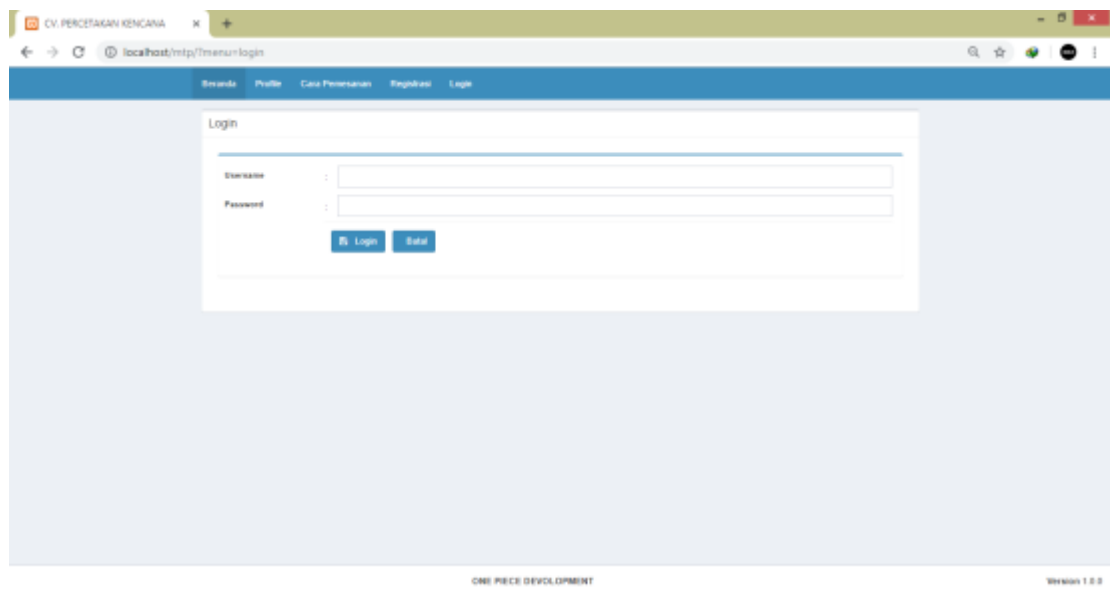 CV. PERCETAKAN KENCANA
localhost/mtp/?menu=login
Beranda Profile Cara Pemesanan Registrasi Login
Login
Username :
Password :
Login Batal
ONE PIECE DEVOLOPMENT
Version 1.0.0